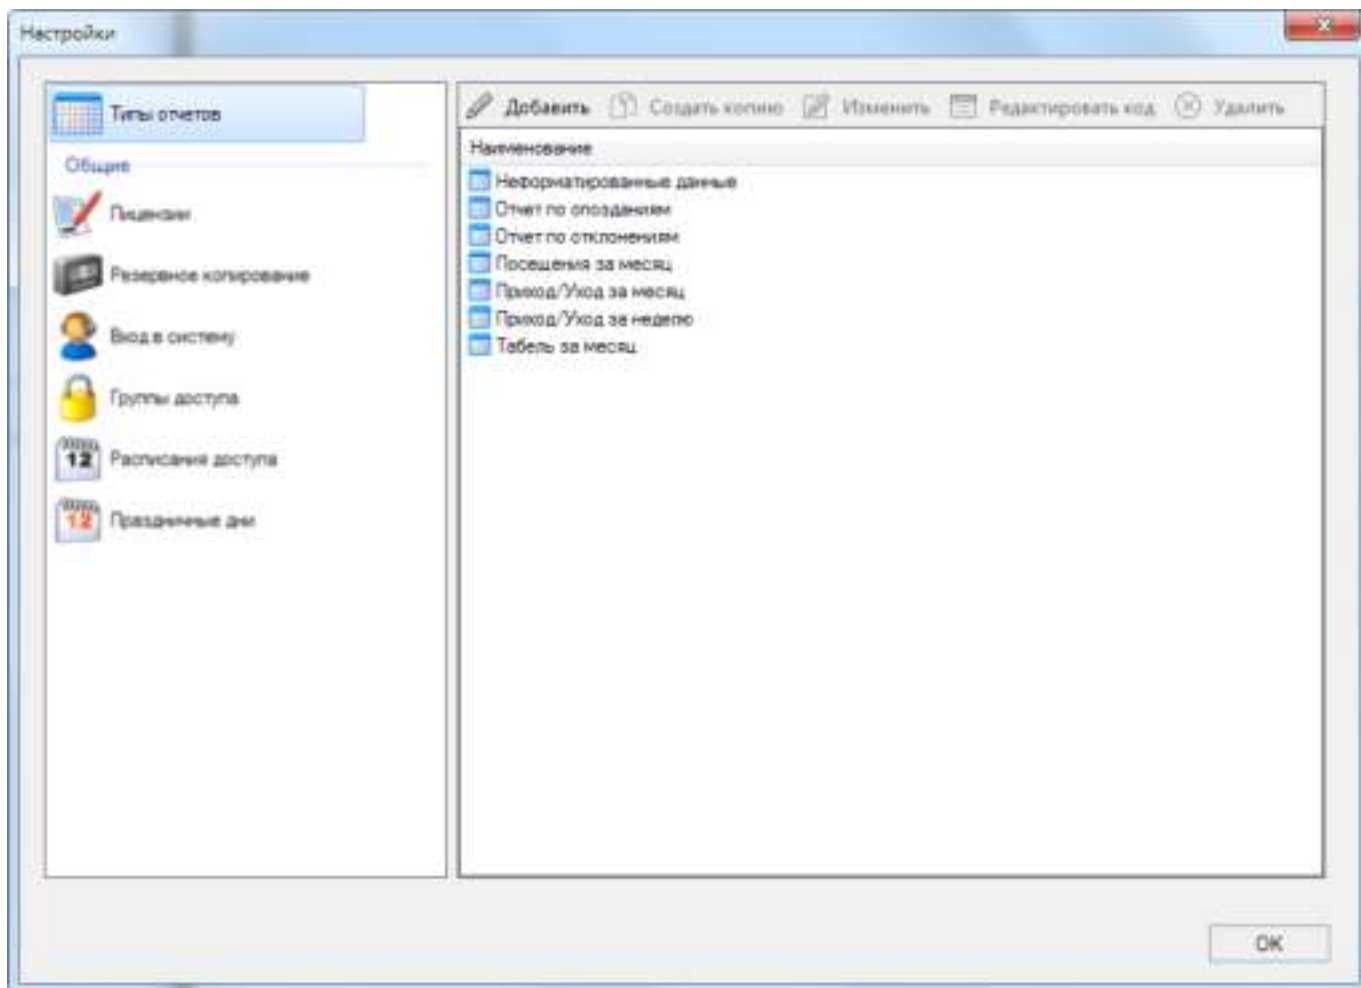 Настройки
Типы отчетов
Общие
Лицензии
Резервное копирование
Вход в систему
Группы доступа
12 Расписания доступа
12 Праздничные дни
Добавить Создать копию Изменить Редактировать код Удалить
Наименование
Неформатированные данные
Отчет по опозданиям
Отчет по отклонениям
Посещения за месяц
Приход/Уход за месяц
Приход/Уход за неделю
Табель за месяц
OK